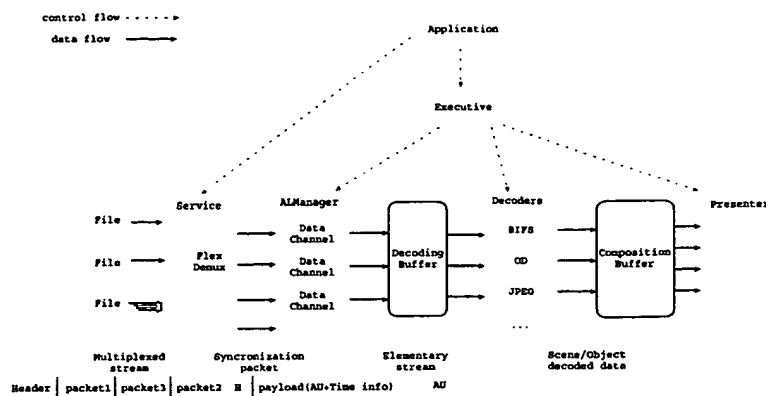 control flow
data flow
Application
Executive
Service
ALManager
Decoders
Presenter
File
File
File
Flex
Demux
Data
Channel
Data
Channel
Data
Channel
Decoding
Buffer
BIFS
OD
JPEG
...
Composition
Buffer
Multiplexed
stream
Syncronization
packet
Elementary
stream
Scene/Object
decoded data
Header packet1 packet3 packet2 H payload(AU+Time info) AU